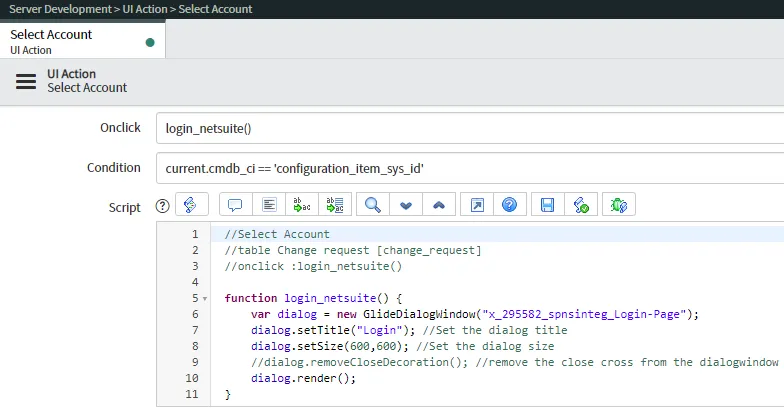 Server Development > UI Action > Select Account
Select Account
UI Action
UI Action
Select Account
Onclick login_netsuite()
Condition current.cmdb_ci == 'configuration_item_sys_id'
Script
1 //Select Account
2 //table Change request [change_request]
3 //onclick :login_netsuite()
4
5 function login_netsuite() {
6 var dialog = new GlideDialogWindow("x_295582_spnsinteg_Login-Page");
7 dialog.setTitle("Login"); //Set the dialog title
8 dialog.setSize(600,600); //Set the dialog size
9 //dialog.removeCloseDecoration(); //remove the close cross from the dialogwindow
10 dialog.render();
11 }